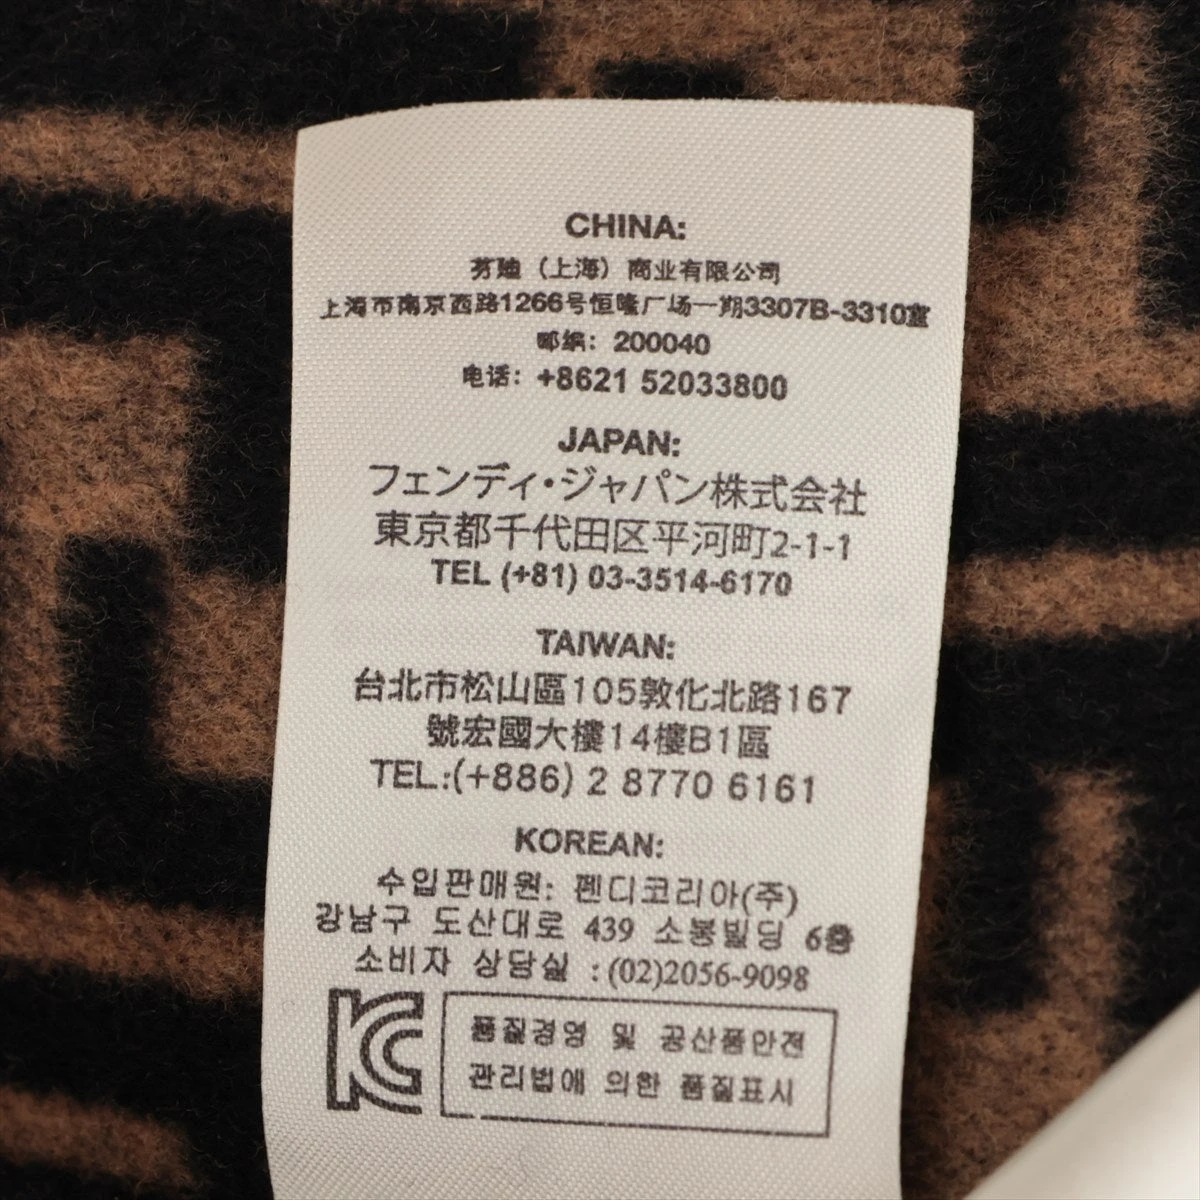 CHINA:
芬迪（上海）商业有限公司
上海市南京西路1266号恒隆广场一期3307B-3310室
邮编：200040
电话：+8621 52033800
JAPAN:
フェンディ・ジャパン株式会社
東京都千代田区平河町2-1-1
TEL (+81) 03-3514-6170
TAIWAN:
台北市松山區105敦化北路167
號宏國大樓14樓B1區
TEL:(+886) 2 8770 6161
KOREAN:
수입판매원: 펜디코리아(주)
강남구 도산대로 439 소봉빌딩 6층
소비자 상담실 :(02)2056-9098
KC
품질경영 및 공산품안전
관리법에 의한 품질표시